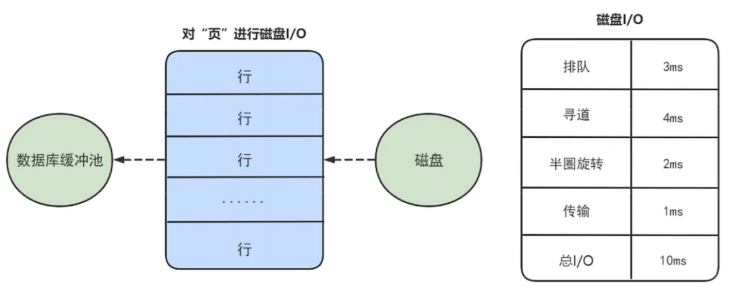 对“页”进行磁盘I/O
行
行
数据库缓冲池
行
磁盘
······
行
磁盘I/O
排队 3ms
寻道 4ms
半圈旋转 2ms
传输 1ms
总I/O 10ms